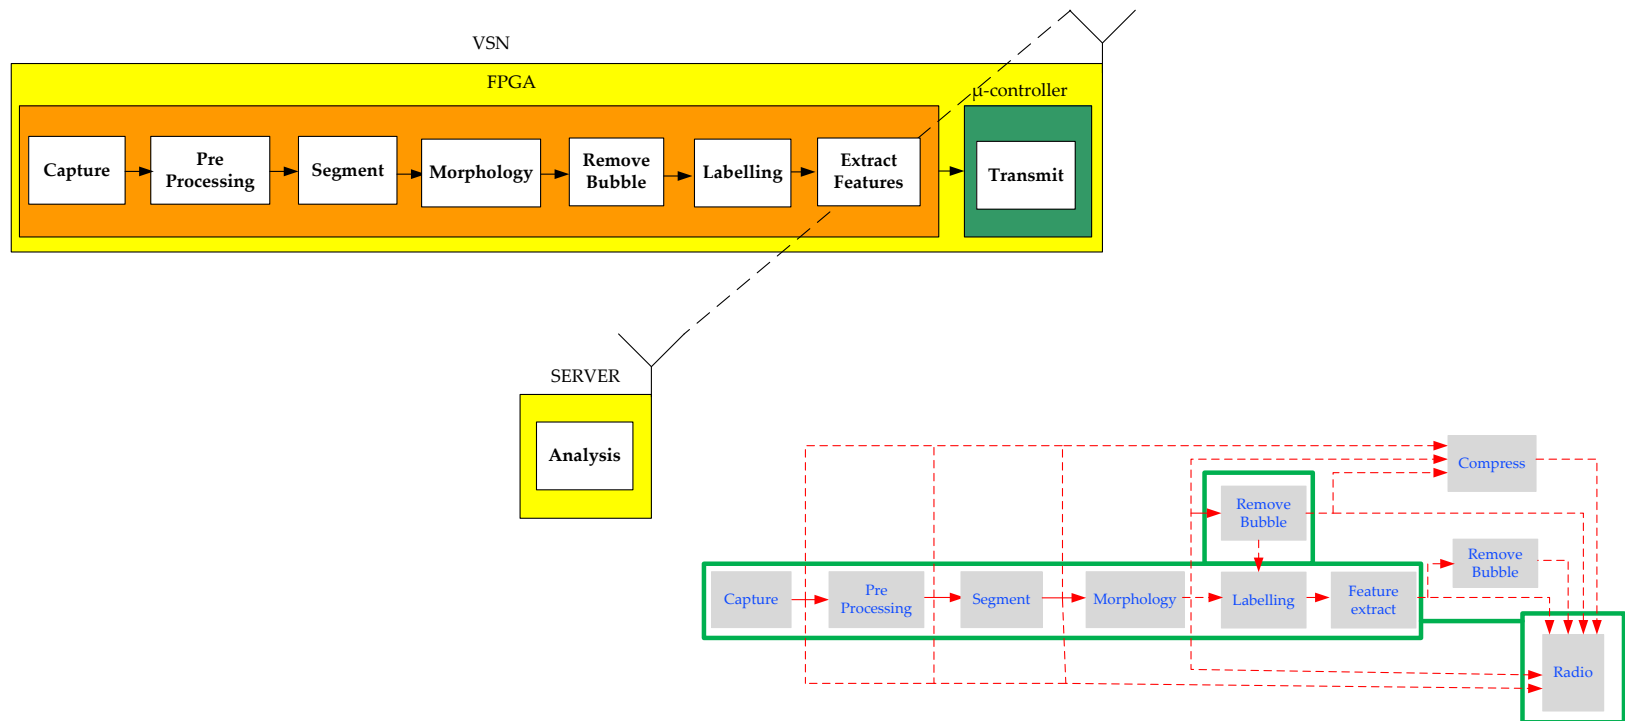 VSN
FPGA
μ-controller
Capture
Pre
Processing
Segment
Morphology
Remove
Bubble
Labelling
Extract
Features
Transmit
SERVER
Analysis
Compress
Remove
Bubble
Remove
Bubble
Capture
Pre
Processing
Segment
Morphology
Labelling
Feature
extract
Radio